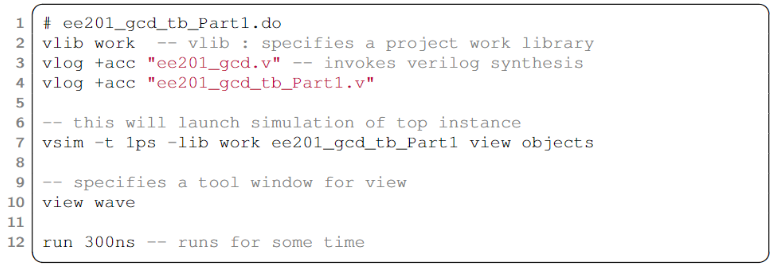 1 # ee201_gcd_tb_Part1.do
2 vlib work -- vlib : specifies a project work library
3 vlog +acc "ee201_gcd.v" -- invokes verilog synthesis
4 vlog +acc "ee201_gcd_tb_Part1.v"
5
6 -- this will launch simulation of top instance
7 vsim -t 1ps -lib work ee201_gcd_tb_Part1 view objects
8
9 -- specifies a tool window for view
10 view wave
11
12 run 300ns -- runs for some time